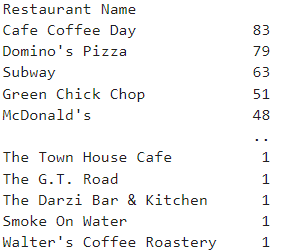 Restaurant Name
Cafe Coffee Day 83
Domino's Pizza 79
Subway 63
Green Chick Chop 51
McDonald's 48
..
The Town House Cafe 1
The G.T. Road 1
The Darzi Bar & Kitchen 1
Smoke On Water 1
Walter's Coffee Roastery 1